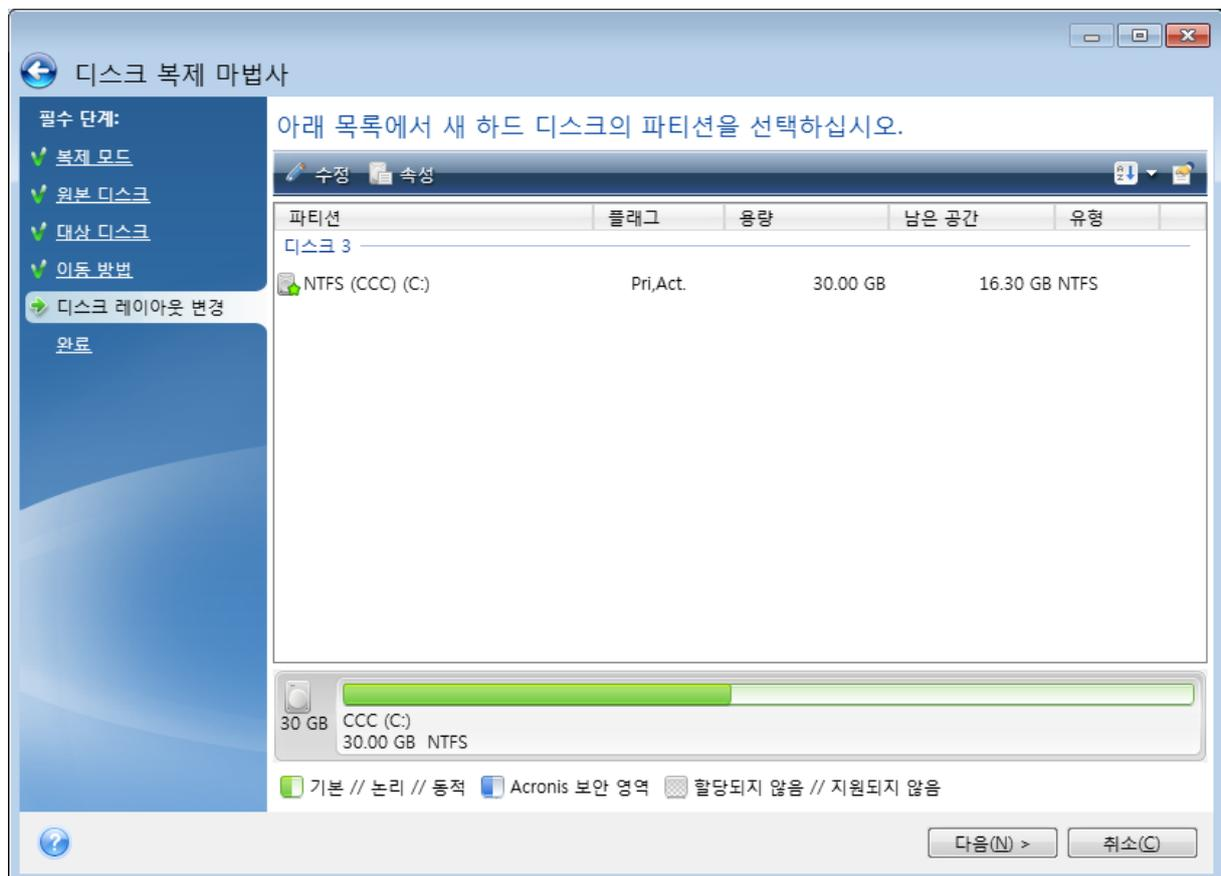 디스크 복제 마법사
필수 단계:
복제 모드
원본 디스크
대상 디스크
이동 방법
디스크 레이아웃 변경
완료
아래 목록에서 새 하드 디스크의 파티션을 선택하십시오.
수정 속성
파티션 플래그 용량 남은 공간 유형
디스크 3
NTFS (CCC) (C:) Pri,Act. 30.00 GB 16.30 GB NTFS
30 GB
CCC (C:)
30.00 GB NTFS
기본 // 논리 // 동적 Acronis 보안 영역 할당되지 않음 // 지원되지 않음
다음(N) > 취소(C)